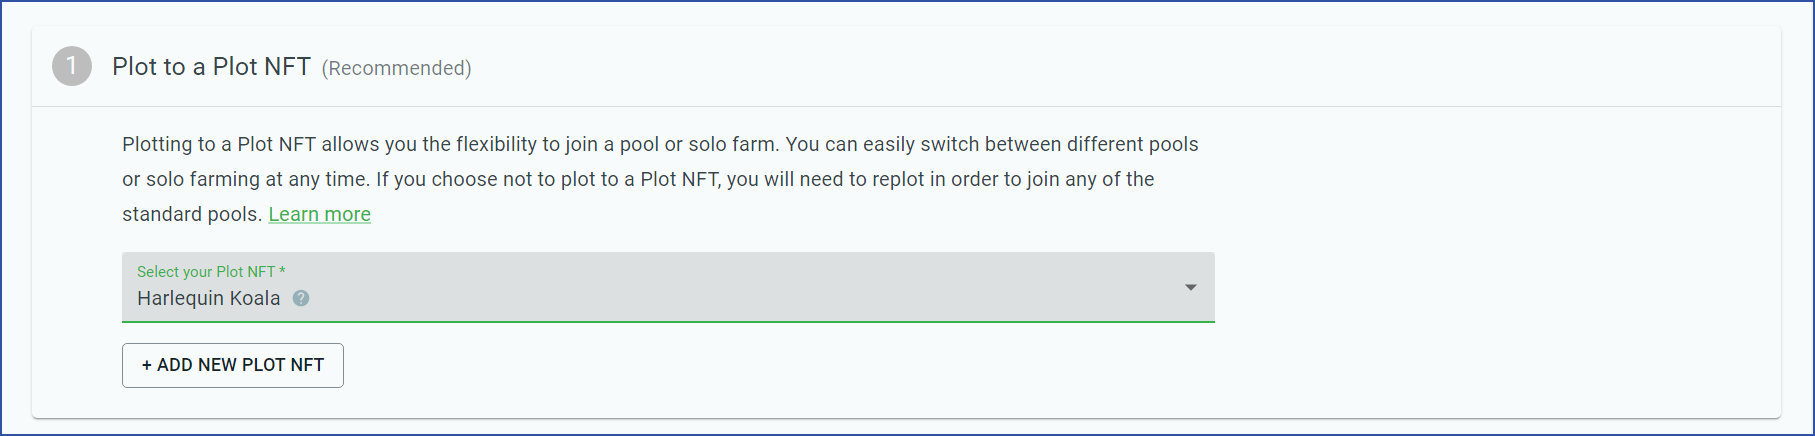 1 Plot to a Plot NFT (Recommended)
Plotting to a Plot NFT allows you the flexibility to join a pool or solo farm. You can easily switch between different pools
or solo farming at any time. If you choose not to plot to a Plot NFT, you will need to replot in order to join any of the
standard pools. Learn more
Select your Plot NFT *
Harlequin Koala ?
+ ADD NEW PLOT NFT